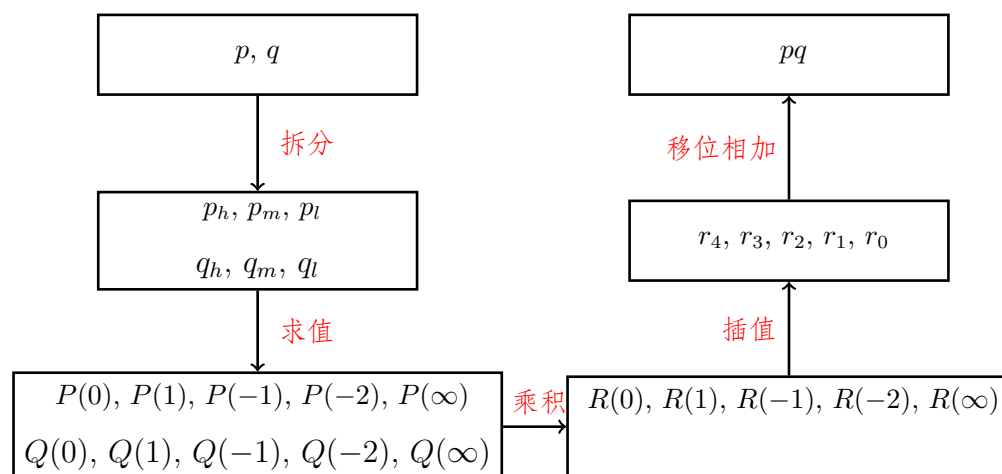 p, q
拆分
p_h, p_m, p_l
q_h, q_m, q_l
求值
P(0), P(1), P(−1), P(−2), P(∞)
Q(0), Q(1), Q(−1), Q(−2), Q(∞)
乘积
R(0), R(1), R(−1), R(−2), R(∞)
插值
r_4, r_3, r_2, r_1, r_0
移位相加
pq